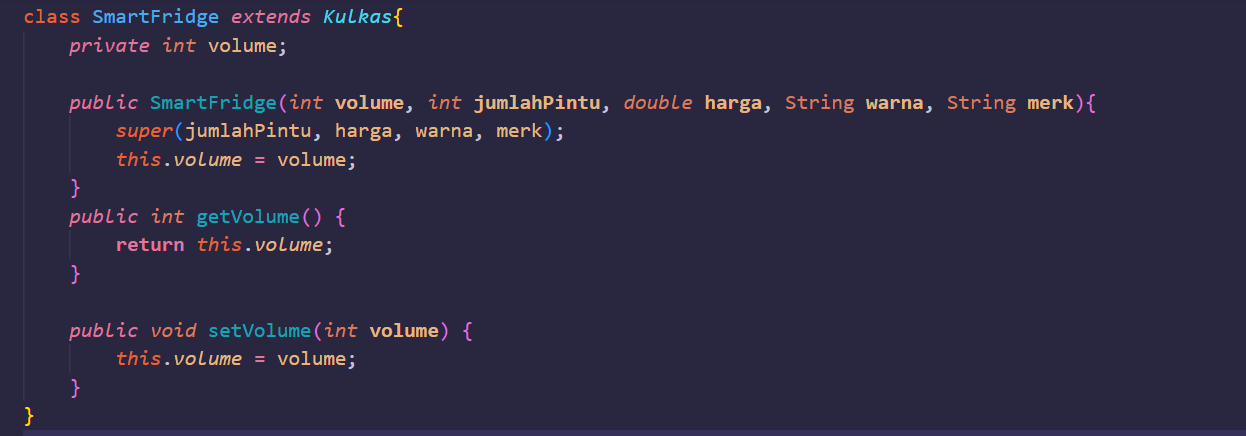 class SmartFridge extends Kulkas{
    private int volume;

    public SmartFridge(int volume, int jumlahPintu, double harga, String warna, String merk){
        super(jumlahPintu, harga, warna, merk);
        this.volume = volume;
    }
    public int getVolume() {
        return this.volume;
    }

    public void setVolume(int volume) {
        this.volume = volume;
    }
}